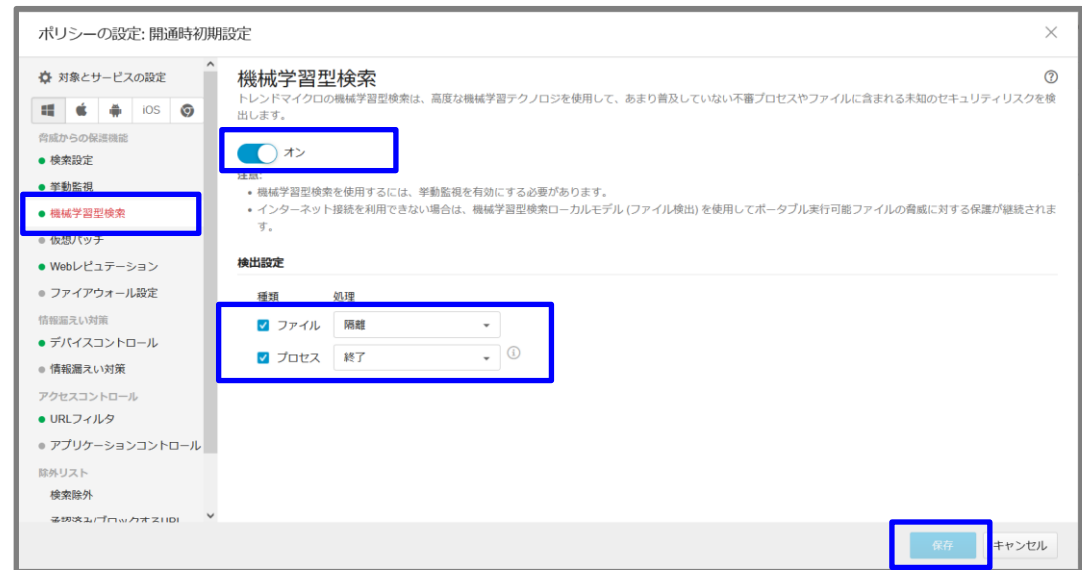 ポリシーの設定: 開通時初期設定
対象とサービスの設定
iOS
脅威からの保護機能
検索設定
挙動監視
機械学習型検索
仮想パッチ
Webレピュテーション
ファイアウォール設定
情報漏えい対策
デバイスコントロール
情報漏えい対策
アクセスコントロール
URLフィルタ
アプリケーションコントロール
除外リスト
検索除外
承認済み/ブロックするURL
機械学習型検索
トレンドマイクロの機械学習型検索は、高度な機械学習テクノロジを使用して、あまり普及していない不審プロセスやファイルに含まれる未知のセキュリティリスクを検
出します。
オン
注意:
• 機械学習型検索を使用するには、挙動監視を有効にする必要があります。
• インターネット接続を利用できない場合は、機械学習型検索ローカルモデル (ファイル検出) を使用してポータブル実行可能ファイルの脅威に対する保護が継続されま
す。
検出設定
種類 処理
ファイル 隔離
プロセス 終了
保存 キャンセル